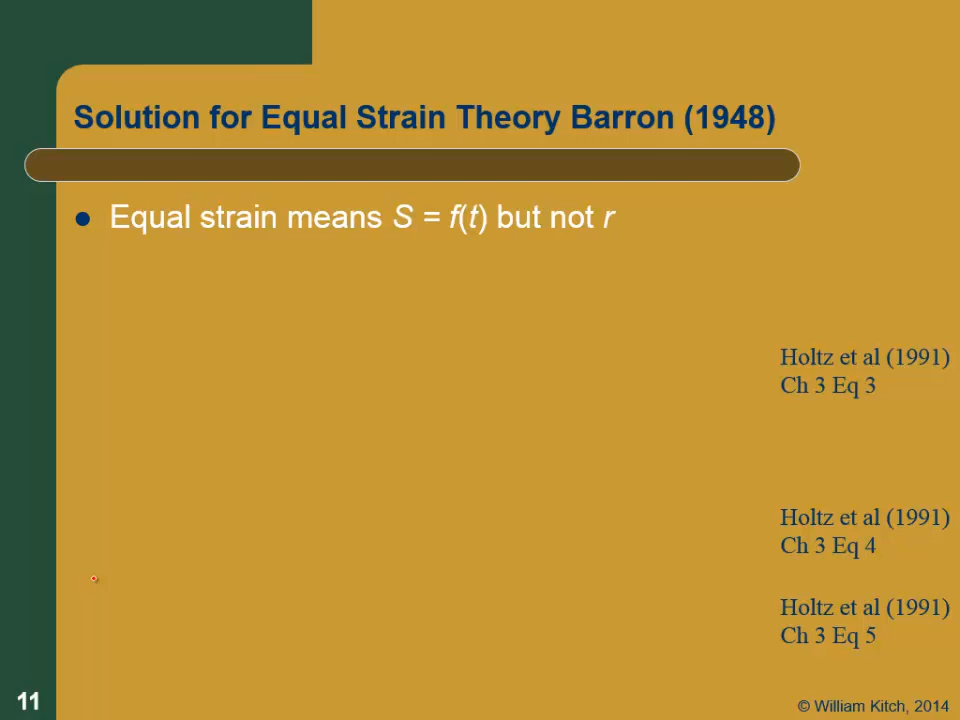 Solution for Equal Strain Theory Barron (1948)
Equal strain means S = f(t) but not r
Holtz et al (1991)
Ch 3 Eq 3
Holtz et al (1991)
Ch 3 Eq 4
Holtz et al (1991)
Ch 3 Eq 5
11
© William Kitch, 2014